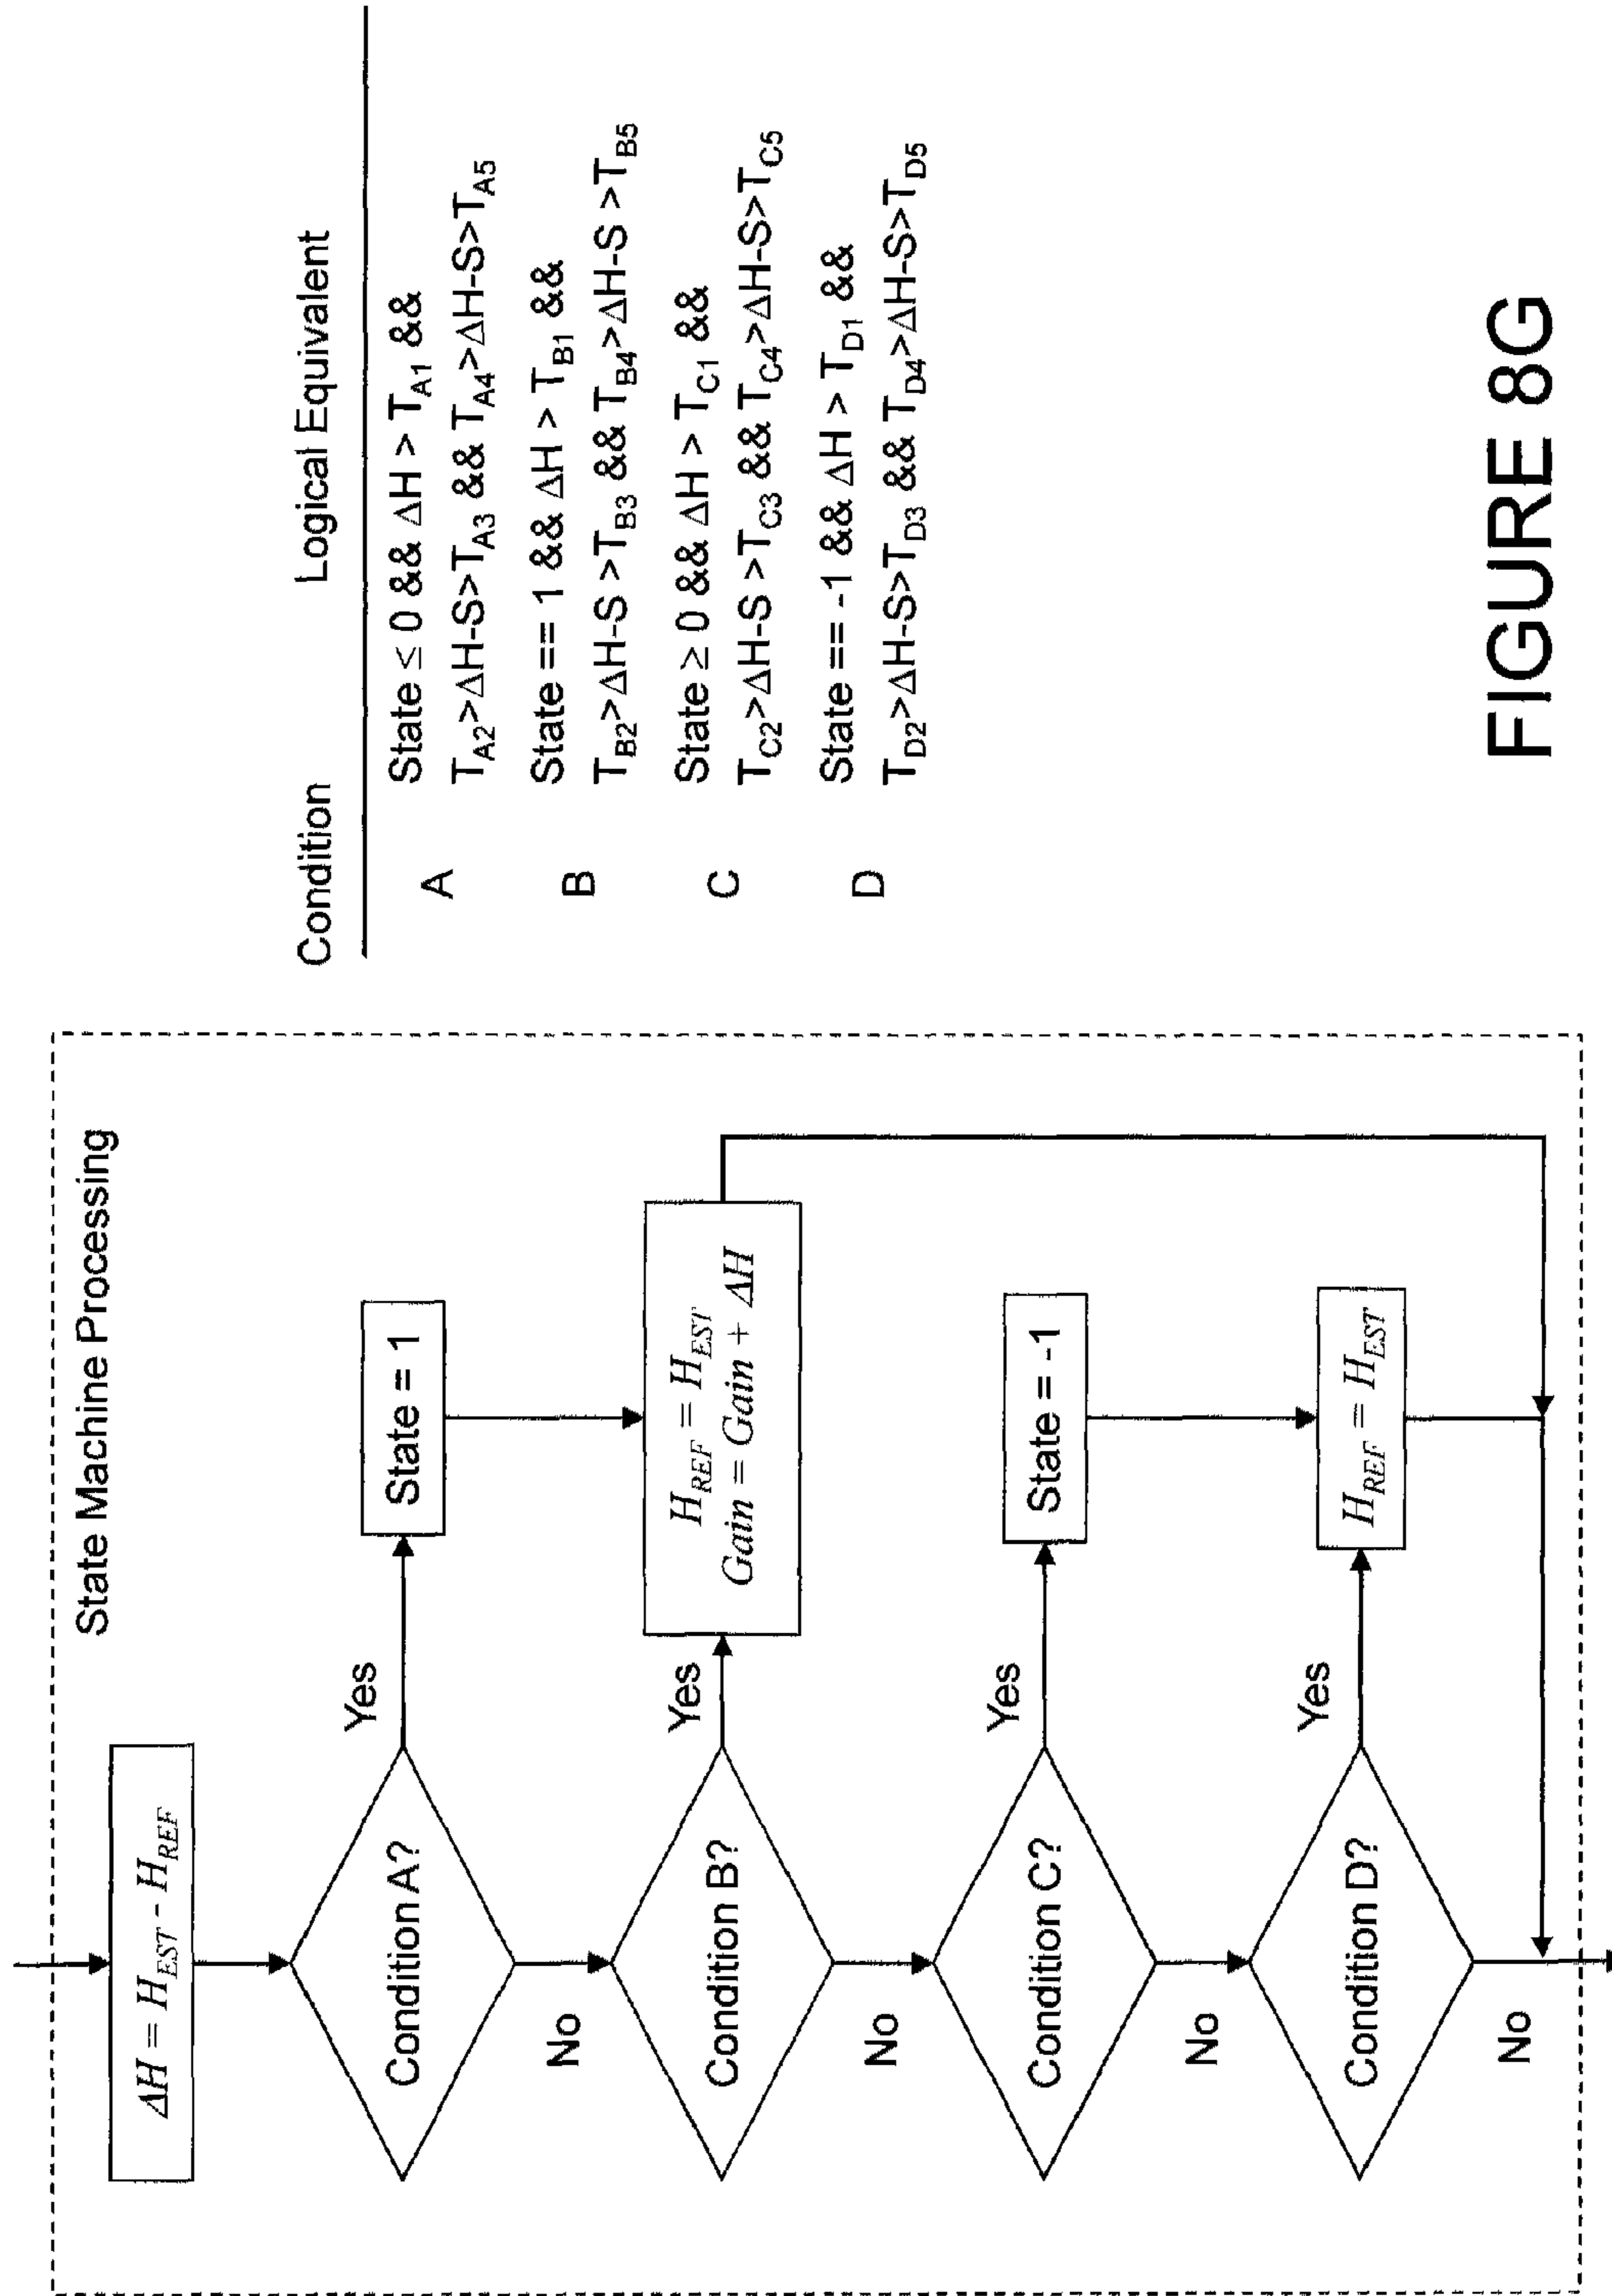 State Machine Processing
ΔH = H_EST - H_REF
Condition A?
Yes
State = 1
No
Condition B?
Yes
H_REF = H_EST
Gain = Gain + ΔH
No
Condition C?
Yes
State = -1
No
Condition D?
Yes
H_REF = H_EST
No
Condition Logical Equivalent
A State ≤ 0 && ΔH > T_A1 &&
T_A2>ΔH-S>T_A3 && T_A4>ΔH-S>T_A5
B State == 1 && ΔH > T_B1 &&
T_B2>ΔH-S >T_B3 && T_B4>ΔH-S >T_B5
C State ≥ 0 && ΔH > T_C1 &&
T_C2>ΔH-S >T_C3 && T_C4>ΔH-S>T_C5
D State == -1 && ΔH > T_D1 &&
T_D2>ΔH-S>T_D3 && T_D4>ΔH-S>T_D5
FIGURE 8G